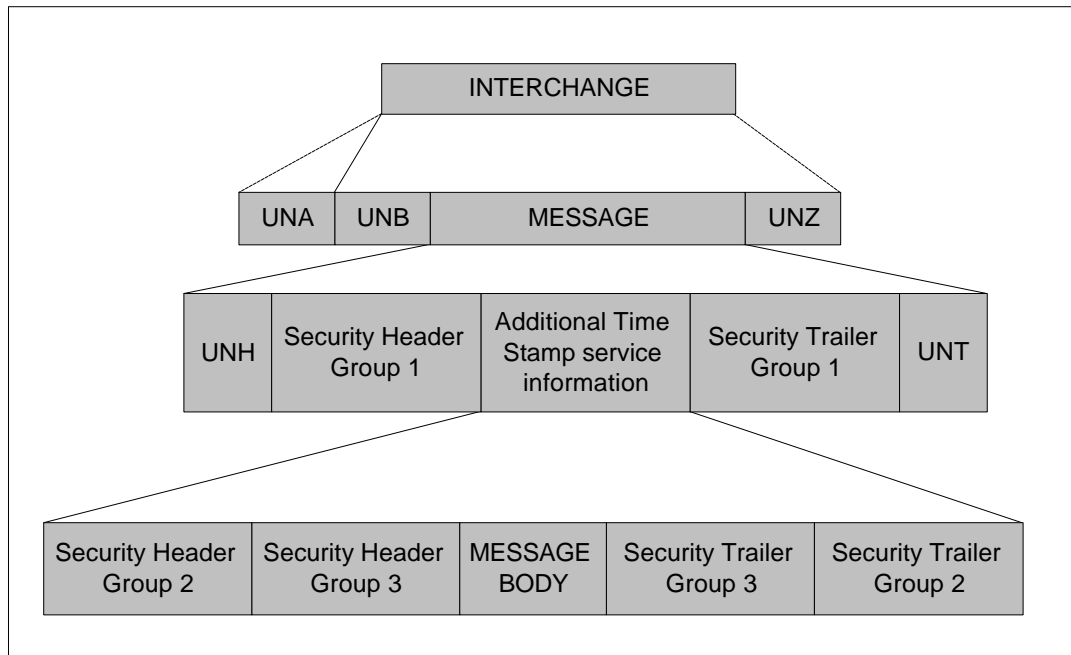 INTERCHANGE
UNA
UNB
MESSAGE
UNZ
UNH
Security Header
Group 1
Additional Time
Stamp service
information
Security Trailer
Group 1
UNT
Security Header
Group 2
Security Header
Group 3
MESSAGE
BODY
Security Trailer
Group 3
Security Trailer
Group 2